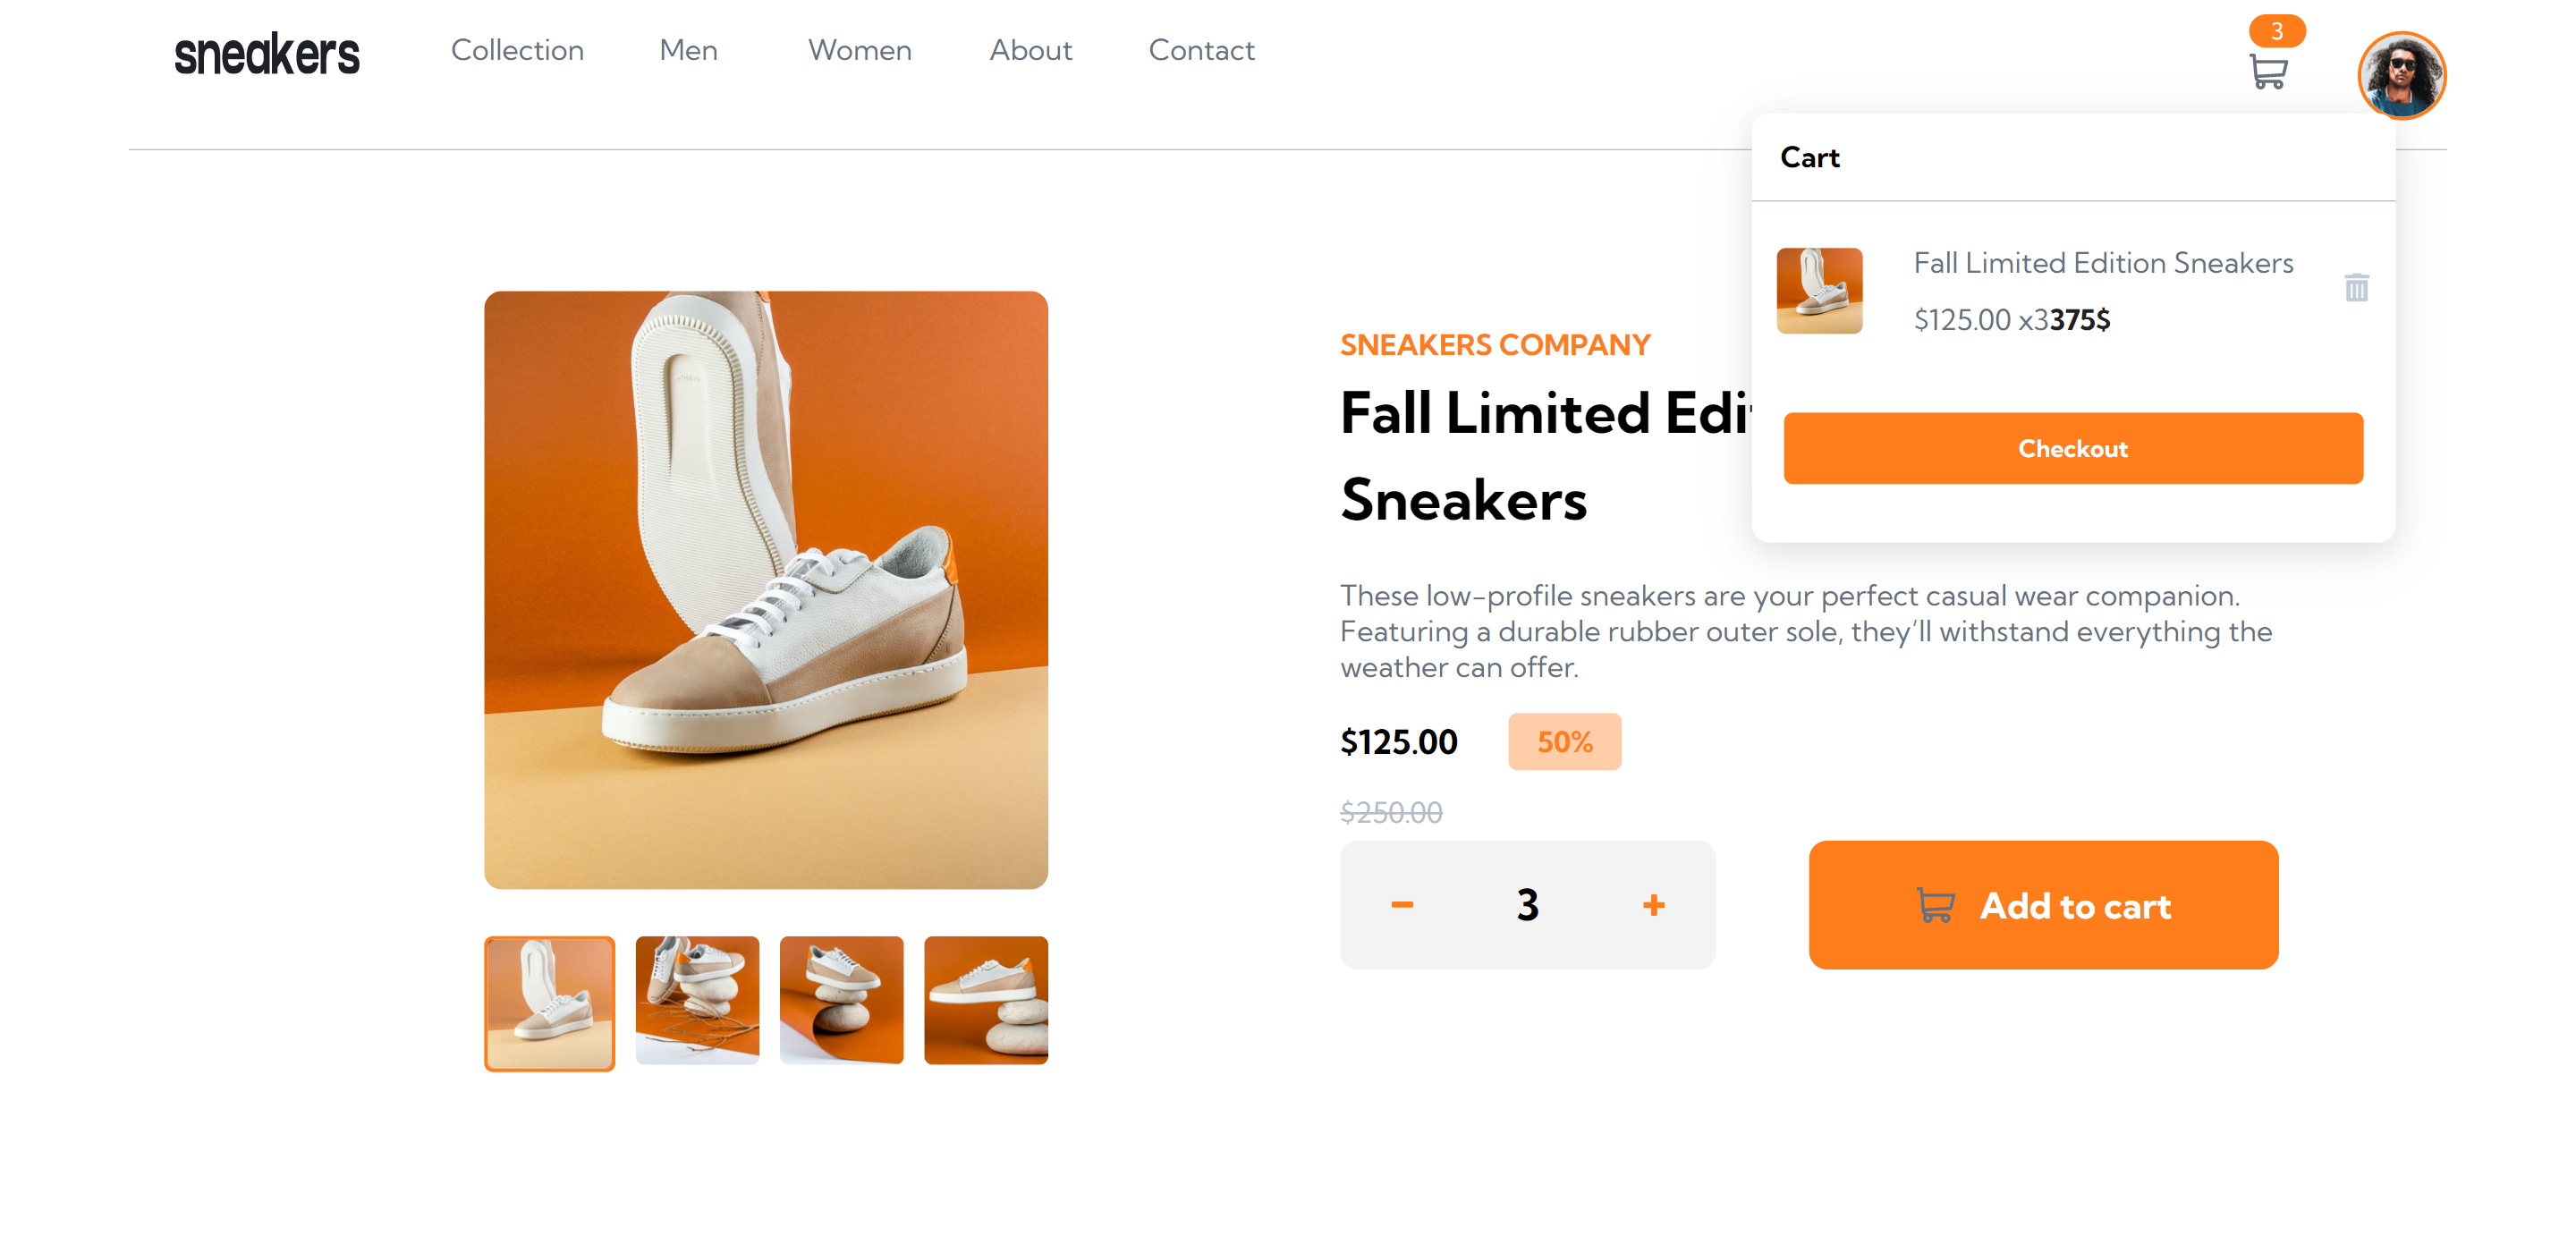 sneakers
Collection
Men
Women
About
Contact
3
Cart
Fall Limited Edition Sneakers
$125.00 x3375$
Checkout
SNEAKERS COMPANY
Fall Limited Edi
Sneakers
These low-profile sneakers are your perfect casual wear companion.
Featuring a durable rubber outer sole, they’ll withstand everything the
weather can offer.
$125.00
50%
$250.00
3
Add to cart